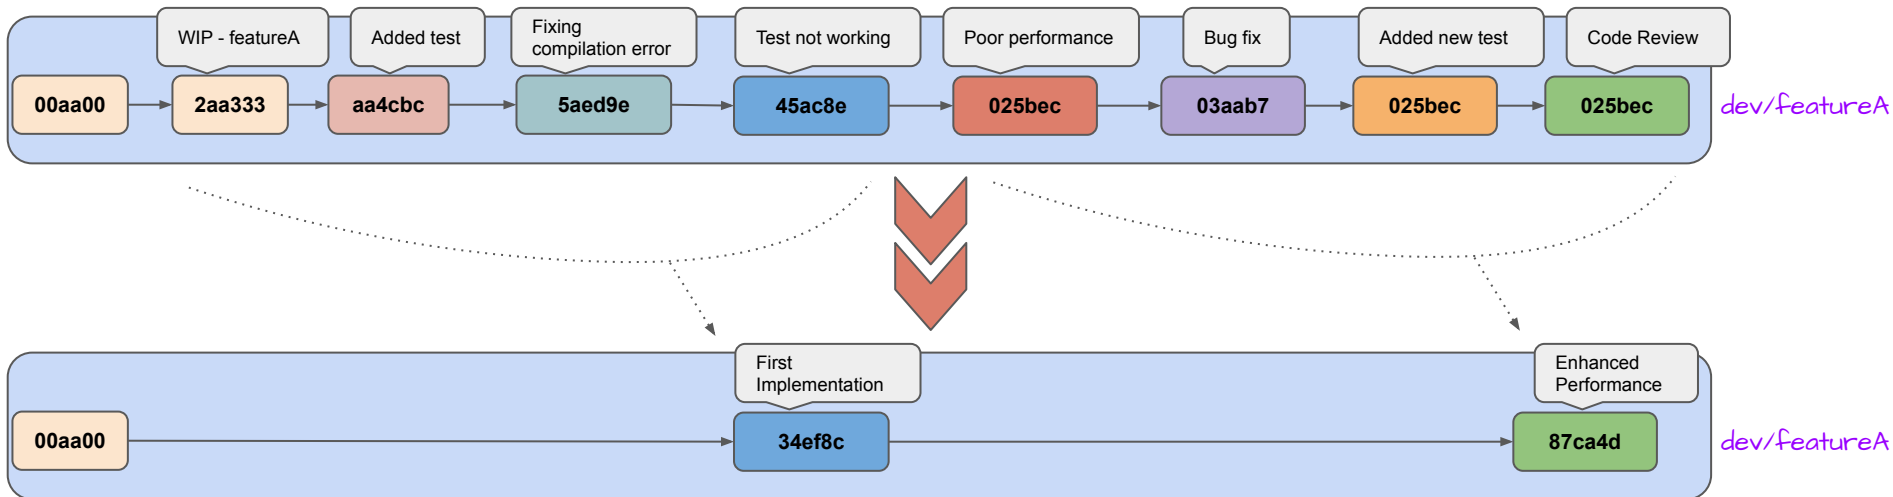 WIP - featureA
Added test
Fixing
compilation error
Test not working
Poor performance
Bug fix
Added new test
Code Review
00aa00
2aa333
aa4cbc
5aed9e
45ac8e
025bec
03aab7
025bec
025bec
dev/featureA
First
Implementation
Enhanced
Performance
00aa00
34ef8c
87ca4d
dev/featureA